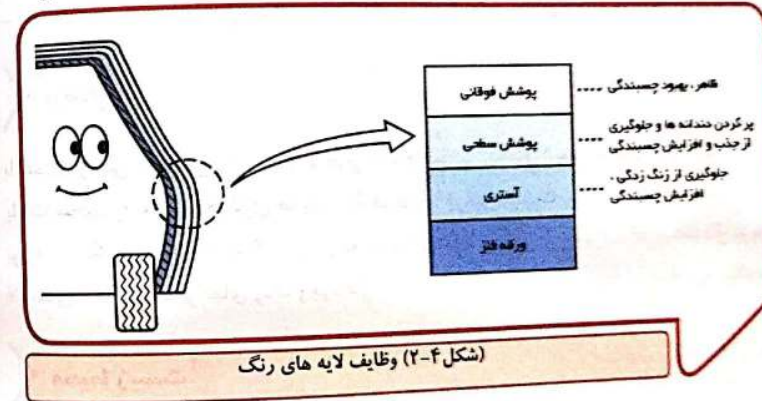 پوشش فوقانی
ظاهر، بهبود چسبندگی
پوشش سطحی
پر کردن دندانه ها و جلوگیری
از جذب و افزایش چسبندگی
آستری
جلوگیری از زنگ زدگی ،
افزایش چسبندگی
ورقه فلز
(شکل ۴-۲) وظایف لایه های رنگ